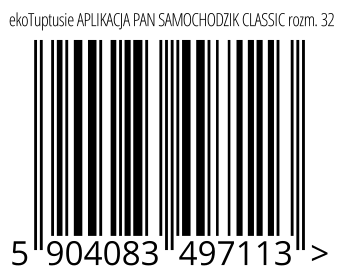 ekoTuptusie APLIKACJA PAN SAMOCHODZIK CLASSIC rozm. 32
5 904083 497113 >